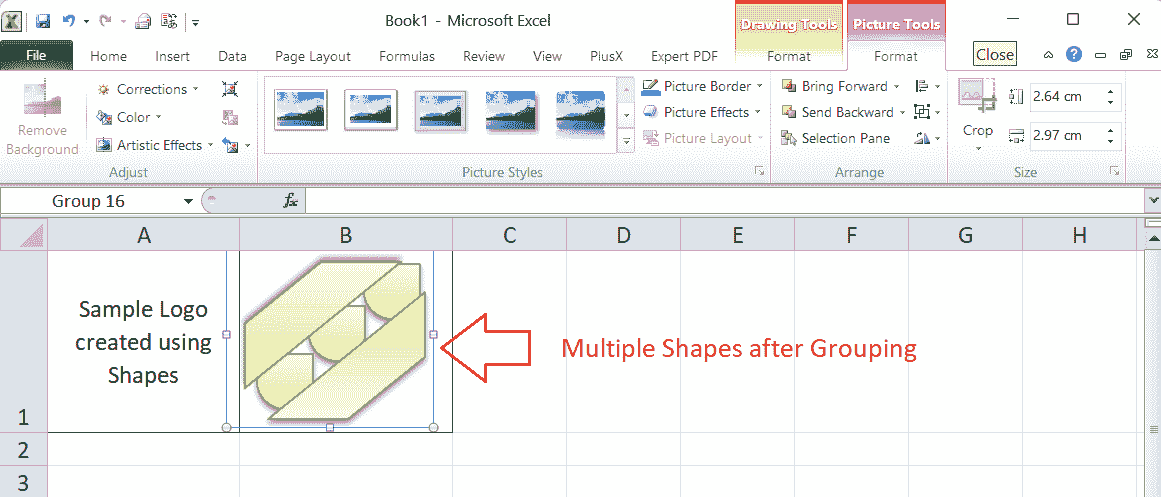 Book1 - Microsoft Excel
Drawing Tools
Picture Tools
File Home Insert Data Page Layout Formulas Review View PlusX Expert PDF Format Format Close
Corrections
Color
Artistic Effects
Remove
Background
Adjust
Picture Styles
Picture Border
Picture Effects
Picture Layout
Bring Forward
Send Backward
Selection Pane
Arrange
Crop
2.64 cm
2.97 cm
Size
Group 16
fx
A B C D E F G H
1
Sample Logo
created using
Shapes
Multiple Shapes after Grouping
2
3